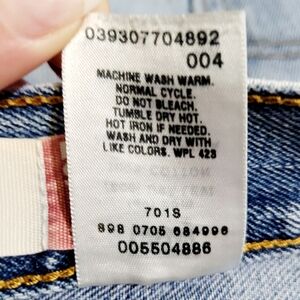 039307704892
004
MACHINE WASH WARM.
NORMAL CYCLE.
DO NOT BLEACH.
TUMBLE DRY HOT.
HOT IRON IF NEEDED.
WASH AND DRY WITH
LIKE COLORS. WPL 423
701S
898 0705 684996
005504886